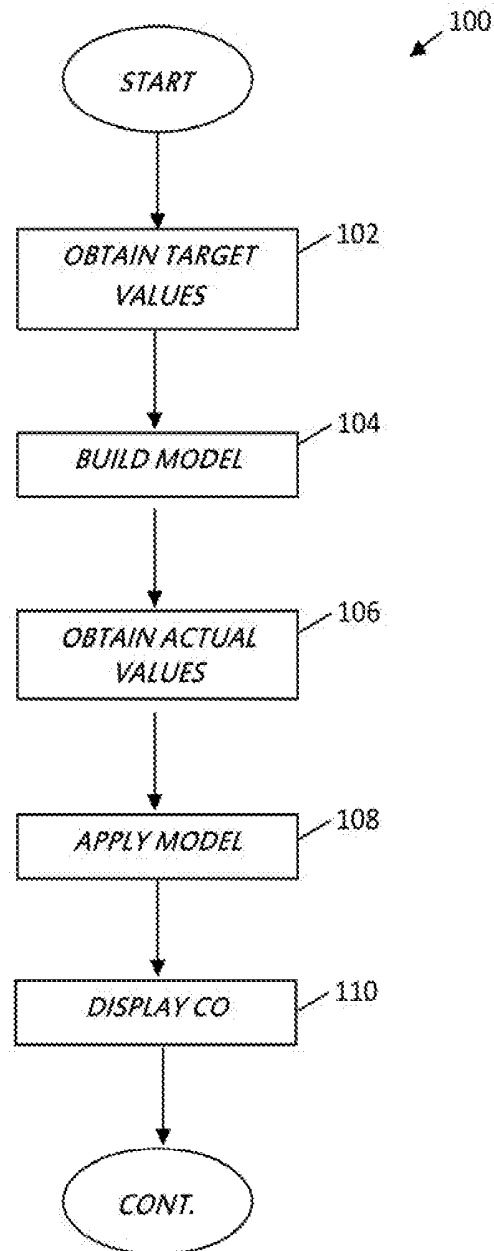 100
START
OBTAIN TARGET
VALUES
102
BUILD MODEL
104
OBTAIN ACTUAL
VALUES
106
APPLY MODEL
108
DISPLAY CO
110
CONT.